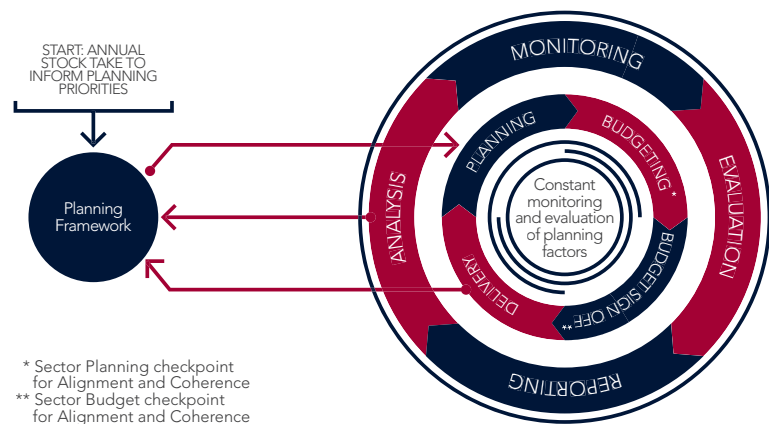 START: ANNUAL
STOCK TAKE TO
INFORM PLANNING
PRIORITIES
Planning
Framework
MONITORING
EVALUATION
REPORTING
ANALYSIS
PLANNING
BUDGETING *
BUDGET SIGN OFF **
DELIVERY
Constant
monitoring
and evaluation
of planning
factors
* Sector Planning checkpoint
for Alignment and Coherence
** Sector Budget checkpoint
for Alignment and Coherence